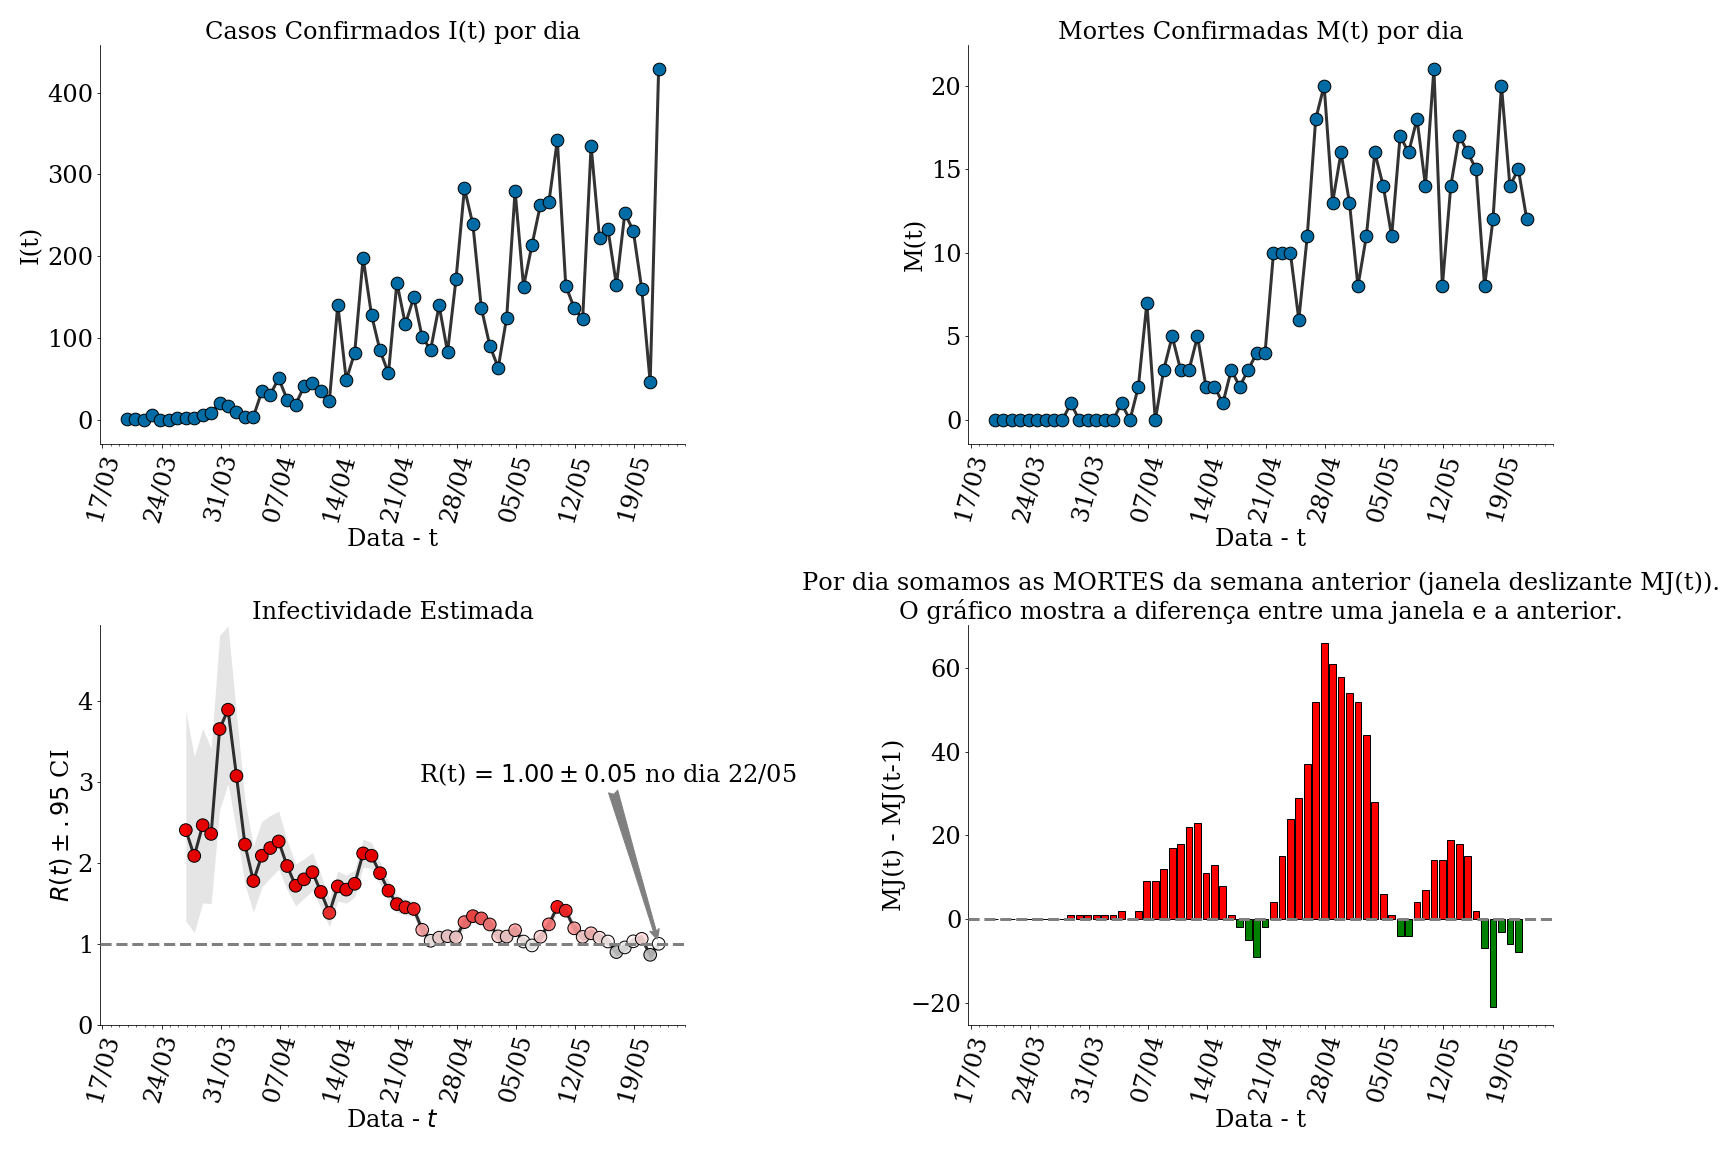 Casos Confirmados I(t) por dia
I(t)
400
300
200
100
0
17/03 24/03 31/03 07/04 14/04 21/04 28/04 05/05 12/05 19/05
Data - t
Mortes Confirmadas M(t) por dia
M(t)
20
15
10
5
0
17/03 24/03 31/03 07/04 14/04 21/04 28/04 05/05 12/05 19/05
Data - t
Infectividade Estimada
R(t) ± .95 CI
4
3
2
1
0
R(t) = 1.00 ± 0.05 no dia 22/05
17/03 24/03 31/03 07/04 14/04 21/04 28/04 05/05 12/05 19/05
Data - t
Por dia somamos as MORTES da semana anterior (janela deslizante MJ(t)).
O gráfico mostra a diferença entre uma janela e a anterior.
MJ(t) - MJ(t-1)
60
40
20
0
−20
17/03 24/03 31/03 07/04 14/04 21/04 28/04 05/05 12/05 19/05
Data - t